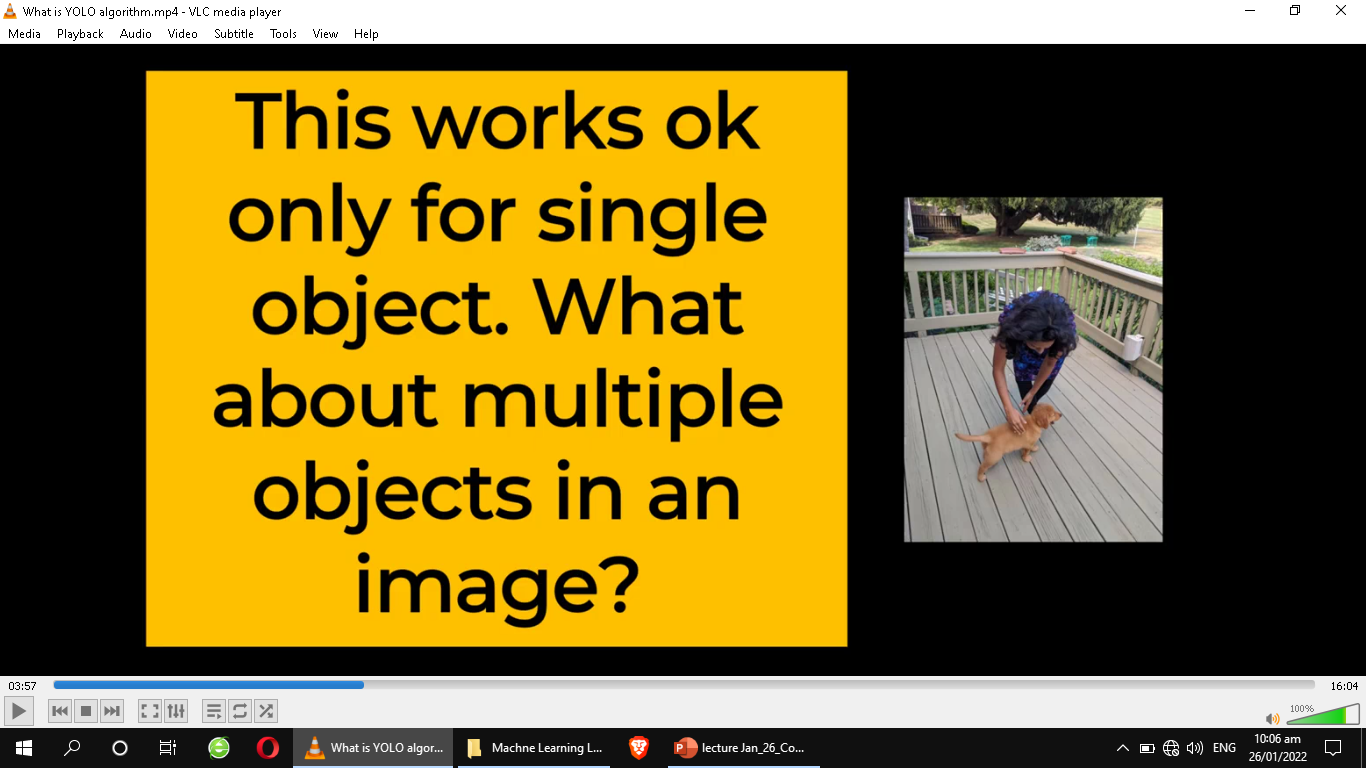 What is YOLO algorithm.mp4 - VLC media player
Media Playback Audio Video Subtitle Tools View Help
This works ok
only for single
object. What
about multiple
objects in an
image?
03:57
16:04
100%
What is YOLO algor...
Machne Learning L...
lecture Jan_26_Co...
ENG
10:06 am
26/01/2022